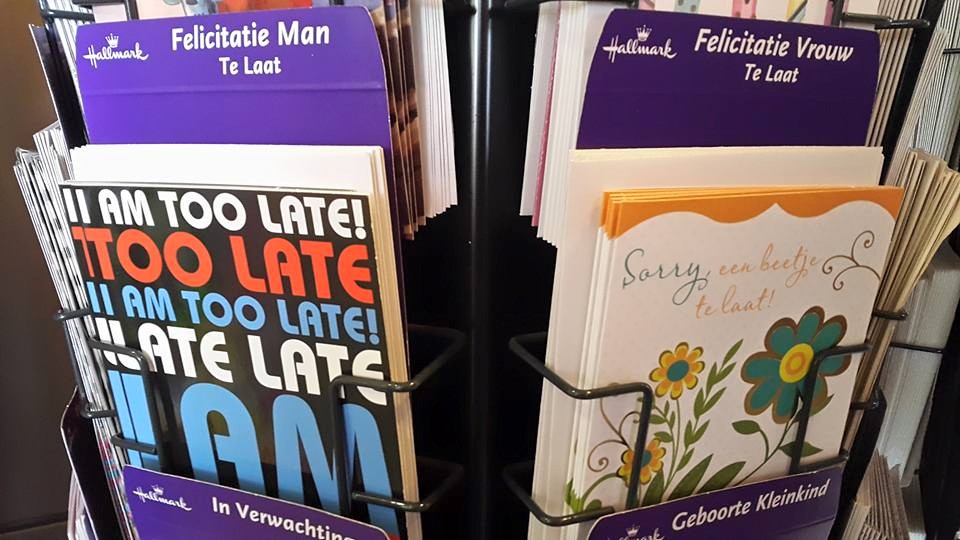 Hallmark
Felicitatie Man
Te Laat
I AM TOO LATE!
TOO LATE
I AM TOO LATE!
LATE LATE
I AM
Hallmark
In Verwachting
Hallmark
Felicitatie Vrouw
Te Laat
Sorry, een beetje
te laat!
Hallmark
Geboorte Kleinkind